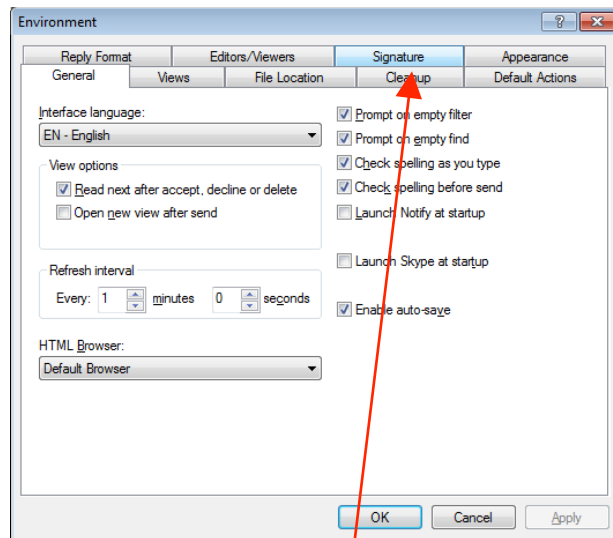 Environment
Reply Format Editors/Viewers Signature Appearance
General Views File Location Cleanup Default Actions
Interface language:
EN - English
View options
Read next after accept, decline or delete
Open new view after send
Refresh interval
Every: 1 minutes 0 seconds
HTML Browser:
Default Browser
Prompt on empty filter
Prompt on empty find
Check spelling as you type
Check spelling before send
Launch Notify at startup
Launch Skype at startup
Enable auto-save
OK Cancel Apply